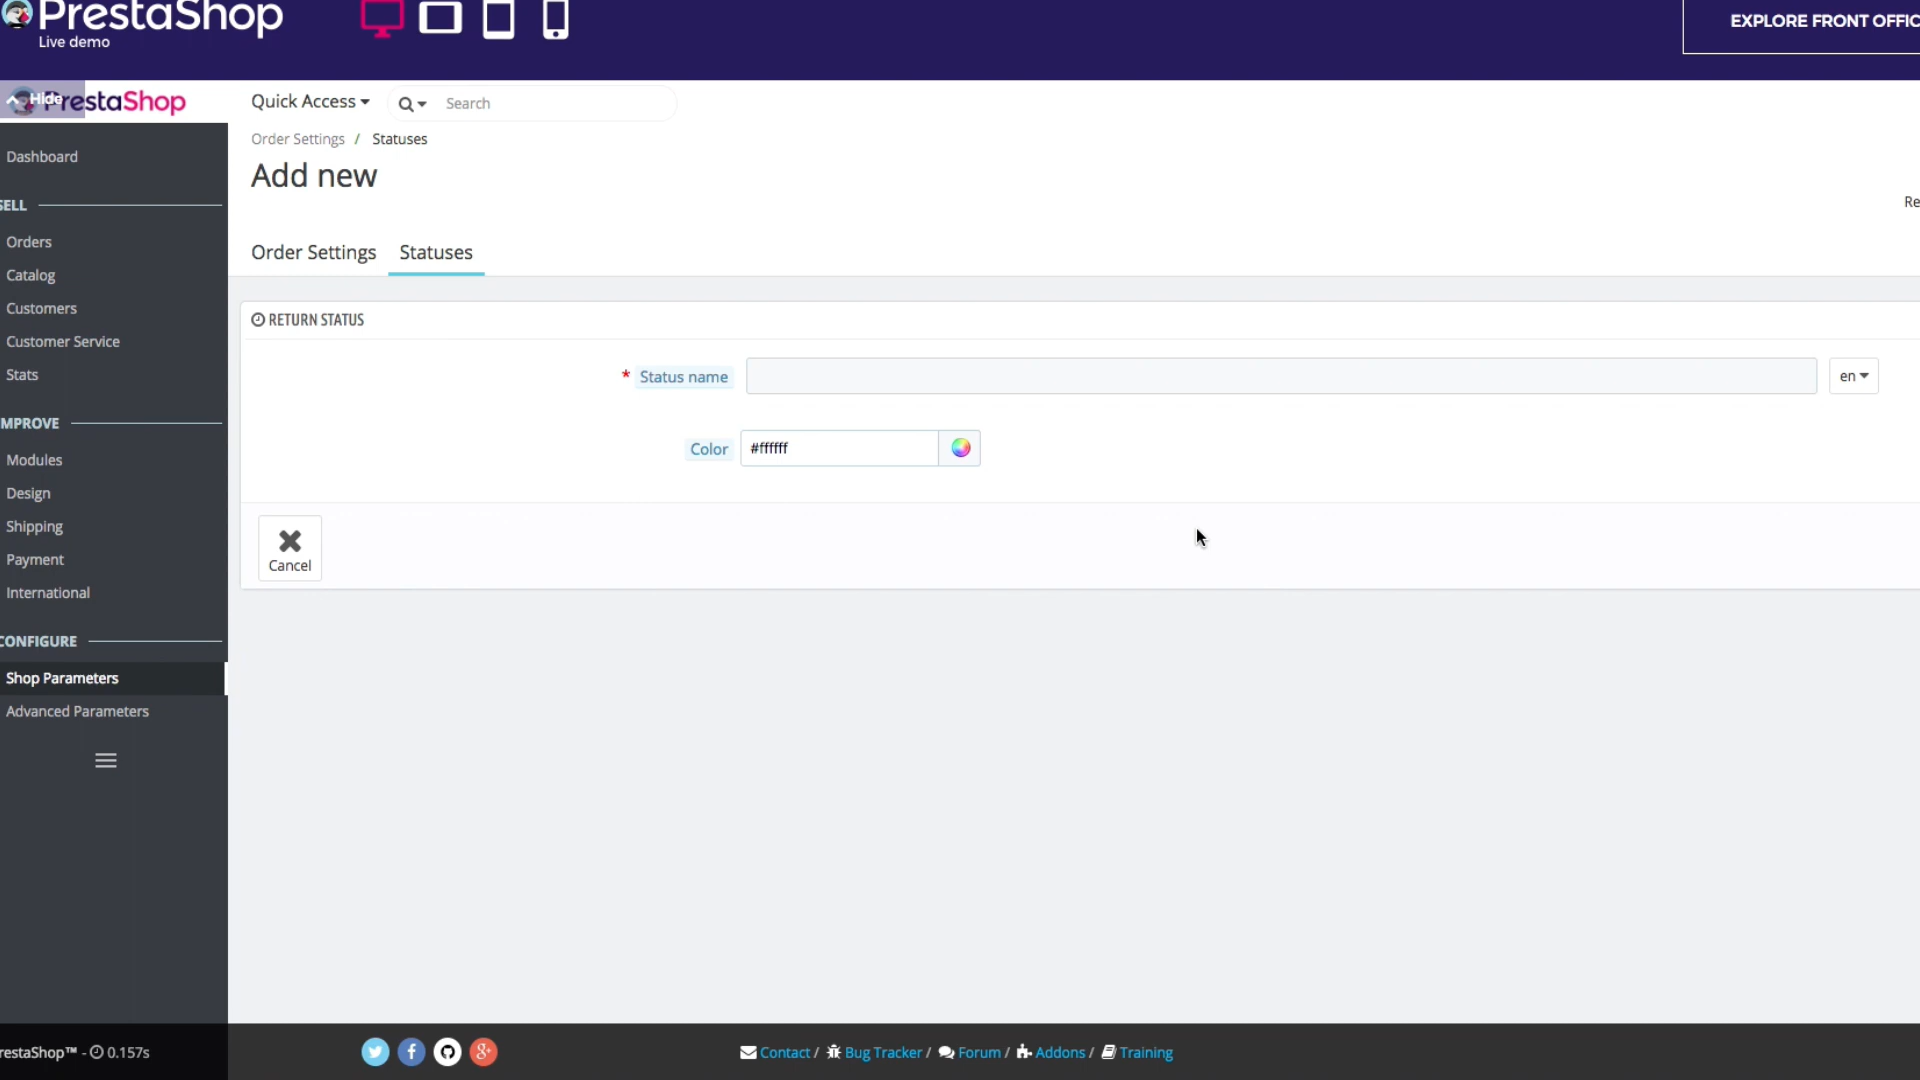 PrestaShop
Live demo
EXPLORE FRONT OFFIC
Hide
restaShop
Quick Access
Search
Order Settings / Statuses
Add new
Re
Dashboard
SELL
Orders
Catalog
Customers
Customer Service
Stats
IMPROVE
Modules
Design
Shipping
Payment
International
CONFIGURE
Shop Parameters
Advanced Parameters
Order Settings Statuses
RETURN STATUS
* Status name
en
Color #ffffff
Cancel
restaShop™ - 0.157s
Contact / Bug Tracker / Forum / Addons / Training